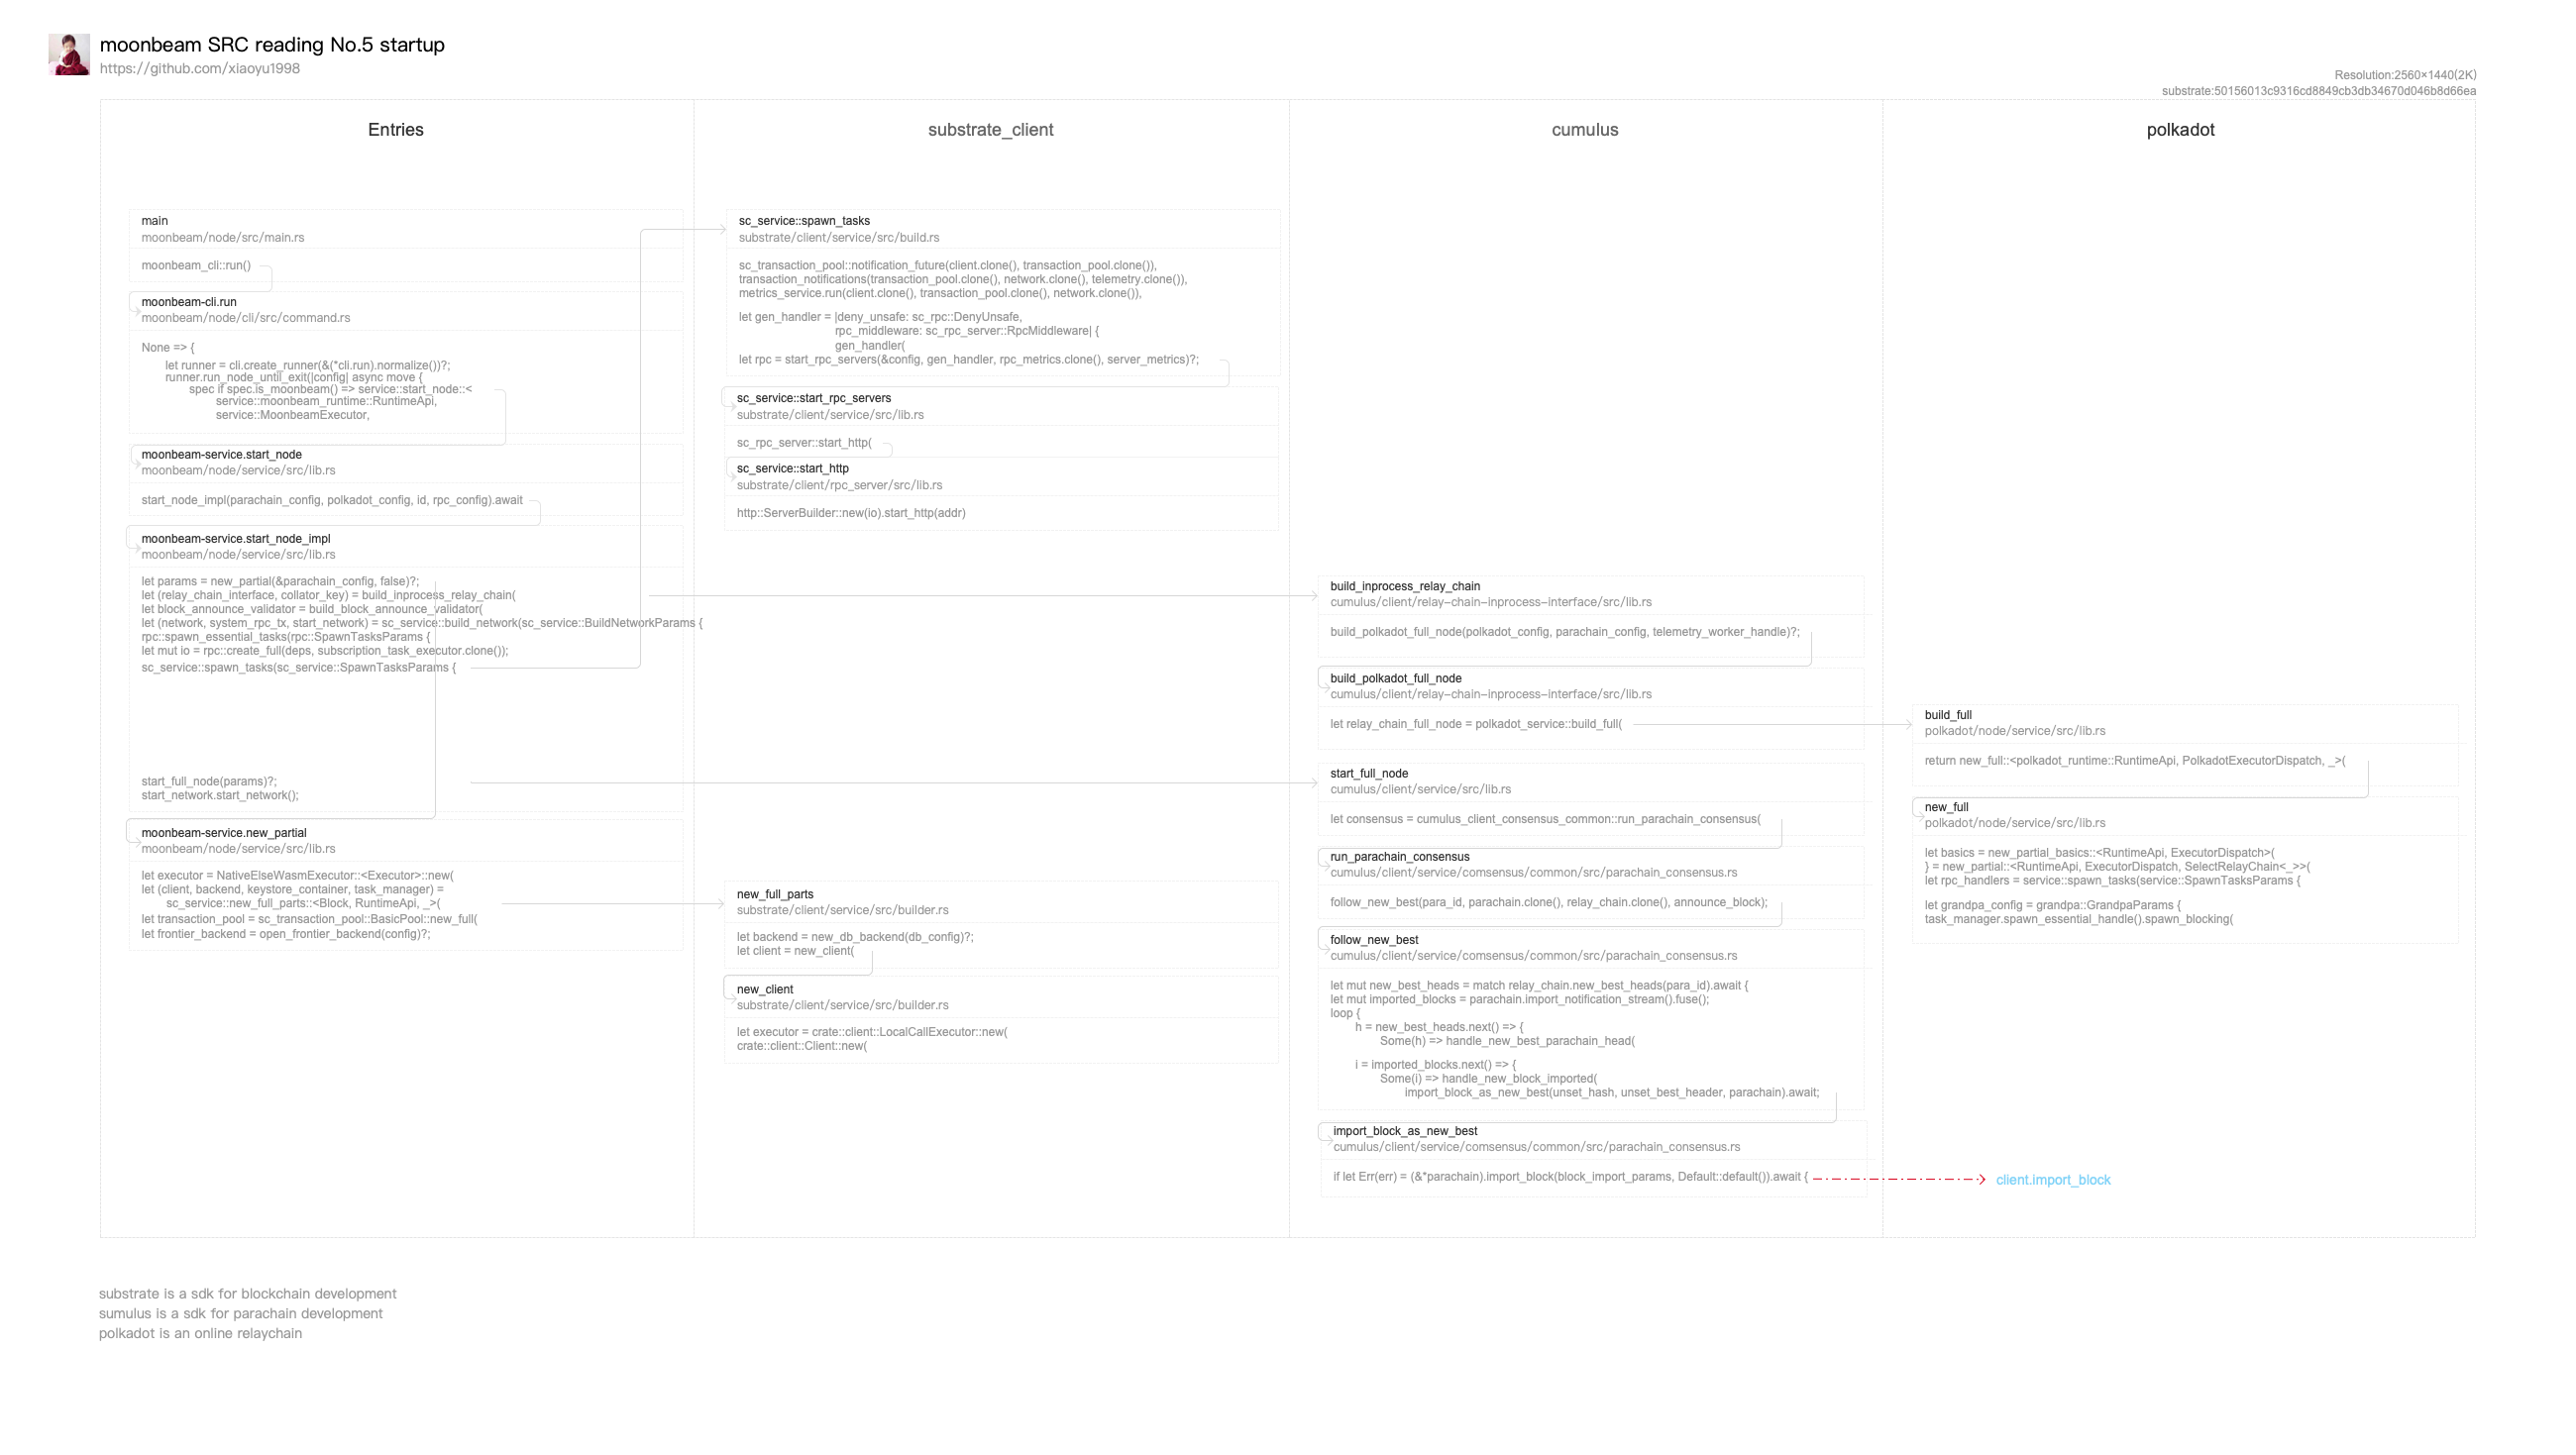 moonbeam SRC reading No.5 startup
https://github.com/xiaoyu1998
Resolution:2560×1440(2K)
substrate:50156013c9316cd8849cb3db34670d046b8d66ea
Entries
main
moonbeam/node/src/main.rs
moonbeam_cli::run()
moonbeam-cli.run
moonbeam/node/cli/src/command.rs
None => {
let runner = cli.create_runner(&(*cli.run).normalize())?;
runner.run_node_until_exit(|config| async move {
spec if spec.is_moonbeam() => service::start_node::<
service::moonbeam_runtime::RuntimeApi,
service::MoonbeamExecutor,
moonbeam-service.start_node
moonbeam/node/service/src/lib.rs
start_node_impl(parachain_config, polkadot_config, id, rpc_config).await
moonbeam-service.start_node_impl
moonbeam/node/service/src/lib.rs
let params = new_partial(&parachain_config, false)?;
let (relay_chain_interface, collator_key) = build_inprocess_relay_chain(
let block_announce_validator = build_block_announce_validator(
let (network, system_rpc_tx, start_network) = sc_service::build_network(sc_service::BuildNetworkParams {
rpc::spawn_essential_tasks(rpc::SpawnTasksParams {
let mut io = rpc::create_full(deps, subscription_task_executor.clone());
sc_service::spawn_tasks(sc_service::SpawnTasksParams {
start_full_node(params)?;
start_network.start_network();
moonbeam-service.new_partial
moonbeam/node/service/src/lib.rs
let executor = NativeElseWasmExecutor::<Executor>::new(
let (client, backend, keystore_container, task_manager) =
sc_service::new_full_parts::<Block, RuntimeApi, _>(
let transaction_pool = sc_transaction_pool::BasicPool::new_full(
let frontier_backend = open_frontier_backend(config)?;
substrate_client
sc_service::spawn_tasks
substrate/client/service/src/build.rs
sc_transaction_pool::notification_future(client.clone(), transaction_pool.clone()),
transaction_notifications(transaction_pool.clone(), network.clone(), telemetry.clone()),
metrics_service.run(client.clone(), transaction_pool.clone(), network.clone()),
let gen_handler = |deny_unsafe: sc_rpc::DenyUnsafe,
rpc_middleware: sc_rpc_server::RpcMiddleware| {
gen_handler(
let rpc = start_rpc_servers(&config, gen_handler, rpc_metrics.clone(), server_metrics)?;
sc_service::start_rpc_servers
substrate/client/service/src/lib.rs
sc_rpc_server::start_http(
sc_service::start_http
substrate/client/rpc_server/src/lib.rs
http::ServerBuilder::new(io).start_http(addr)
new_full_parts
substrate/client/service/src/builder.rs
let backend = new_db_backend(db_config)?;
let client = new_client(
new_client
substrate/client/service/src/builder.rs
let executor = crate::client::LocalCallExecutor::new(
crate::client::Client::new(
cumulus
build_inprocess_relay_chain
cumulus/client/relay-chain-inprocess-interface/src/lib.rs
build_polkadot_full_node(polkadot_config, parachain_config, telemetry_worker_handle)?;
build_polkadot_full_node
cumulus/client/relay-chain-inprocess-interface/src/lib.rs
let relay_chain_full_node = polkadot_service::build_full(
start_full_node
cumulus/client/service/src/lib.rs
let consensus = cumulus_client_consensus_common::run_parachain_consensus(
run_parachain_consensus
cumulus/client/service/comsensus/common/src/parachain_consensus.rs
follow_new_best(para_id, parachain.clone(), relay_chain.clone(), announce_block);
follow_new_best
cumulus/client/service/comsensus/common/src/parachain_consensus.rs
let mut new_best_heads = match relay_chain.new_best_heads(para_id).await {
let mut imported_blocks = parachain.import_notification_stream().fuse();
loop {
h = new_best_heads.next() => {
Some(h) => handle_new_best_parachain_head(
i = imported_blocks.next() => {
Some(i) => handle_new_block_imported(
import_block_as_new_best(unset_hash, unset_best_header, parachain).await;
import_block_as_new_best
cumulus/client/service/comsensus/common/src/parachain_consensus.rs
if let Err(err) = (&*parachain).import_block(block_import_params, Default::default()).await {
polkadot
build_full
polkadot/node/service/src/lib.rs
return new_full::<polkadot_runtime::RuntimeApi, PolkadotExecutorDispatch, _>(
new_full
polkadot/node/service/src/lib.rs
let basics = new_partial_basics::<RuntimeApi, ExecutorDispatch>(
} = new_partial::<RuntimeApi, ExecutorDispatch, SelectRelayChain<_>>(
let rpc_handlers = service::spawn_tasks(service::SpawnTasksParams {
let grandpa_config = grandpa::GrandpaParams {
task_manager.spawn_essential_handle().spawn_blocking(
client.import_block
substrate is a sdk for blockchain development
sumulus is a sdk for parachain development
polkadot is an online relaychain